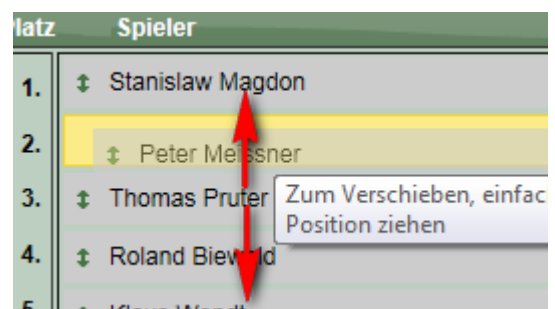 latz Spieler
1. Stanislaw Magdon
2. Peter Meissner
3. Thomas Pruter
Zum Verschieben, einfac
Position ziehen
4. Roland Biewald
5.